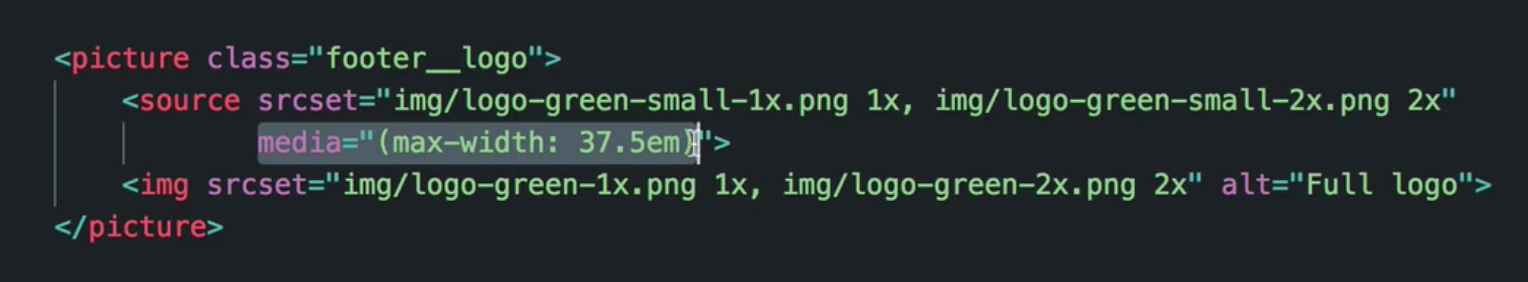 <picture class="footer__logo">
<source srcset="img/logo-green-small-1x.png 1x, img/logo-green-small-2x.png 2x"
media="(max-width: 37.5em)">
<img srcset="img/logo-green-1x.png 1x, img/logo-green-2x.png 2x" alt="Full logo">
</picture>